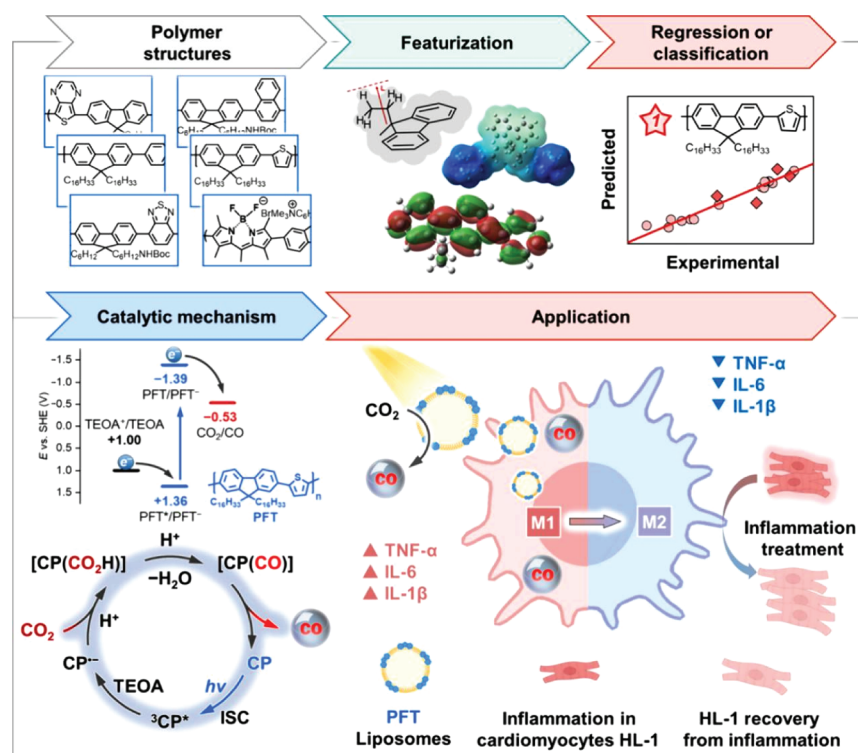 Polymer
structures
Featurization
Regression or
classification
N
N
S
C6H12NHBoc
C16H33 C16H33
C16H33 C16H33
S
N S N
C6H12 C6H12NHBoc
F F
B
N N
⊖ ⊕
BrMe3NC6H
H
H
H
H
L
1
S
C16H33 C16H33
Predicted
Experimental
Catalytic mechanism
Application
E vs. SHE (V)
−1.5
−1.0
−0.5
0.0
0.5
1.0
1.5
e−
−1.39
PFT/PFT−
−0.53
CO2/CO
TEOA+/TEOA
+1.00
e−
+1.36
PFT*/PFT−
C16H33 C16H33
S
n
PFT
H+
[CP(CO2H)]
−H2O
[CP(CO)]
CO2
H+
CO
CP•−
CP
TEOA
hv
3CP*
ISC
CO2
CO
CO
CO
M1
M2
TNF-α
IL-6
IL-1β
TNF-α
IL-6
IL-1β
Inflammation
treatment
PFT
Liposomes
Inflammation in
cardiomyocytes HL-1
HL-1 recovery
from inflammation